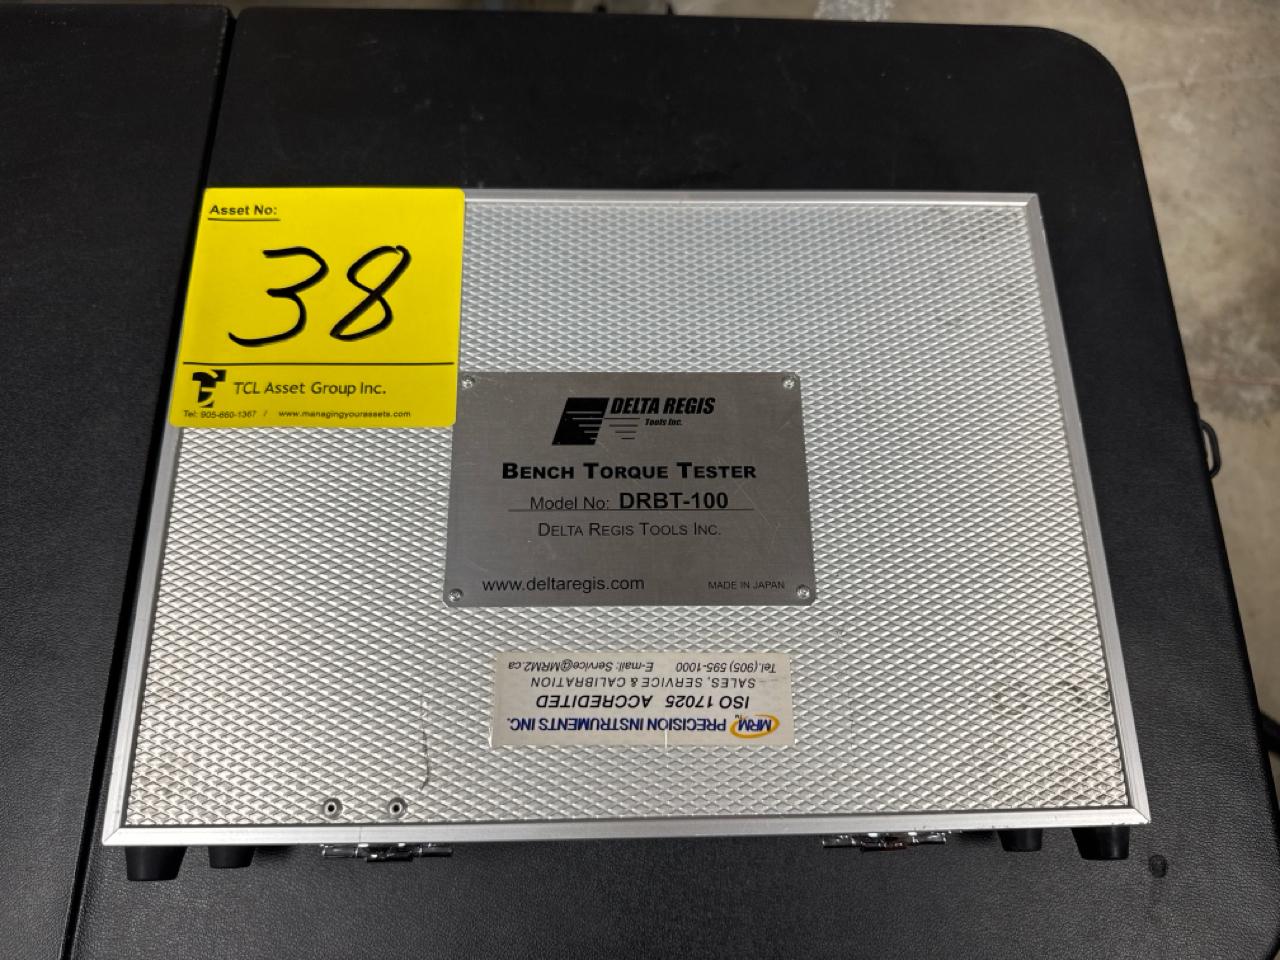 Asset No:
38
TCL Asset Group Inc.
Tel: 905-660-1367 / www.managingyourassets.com
DELTA REGIS
Tools Inc.
BENCH TORQUE TESTER
Model No: DRBT-100
DELTA REGIS TOOLS INC.
www.deltaregis.com MADE IN JAPAN
MRM™ PRECISION INSTRUMENTS INC.
ISO 17025 ACCREDITED
SALES, SERVICE & CALIBRATION
Tel.(905) 595-1000 E-mail: Service@MRM2.ca